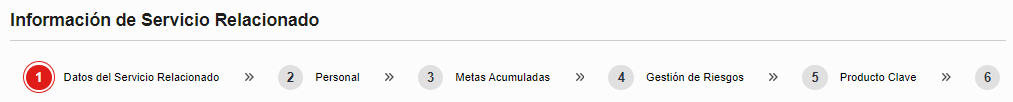 Información de Servicio Relacionado
1 Datos del Servicio Relacionado » 2 Personal » 3 Metas Acumuladas » 4 Gestión de Riesgos » 5 Producto Clave » 6